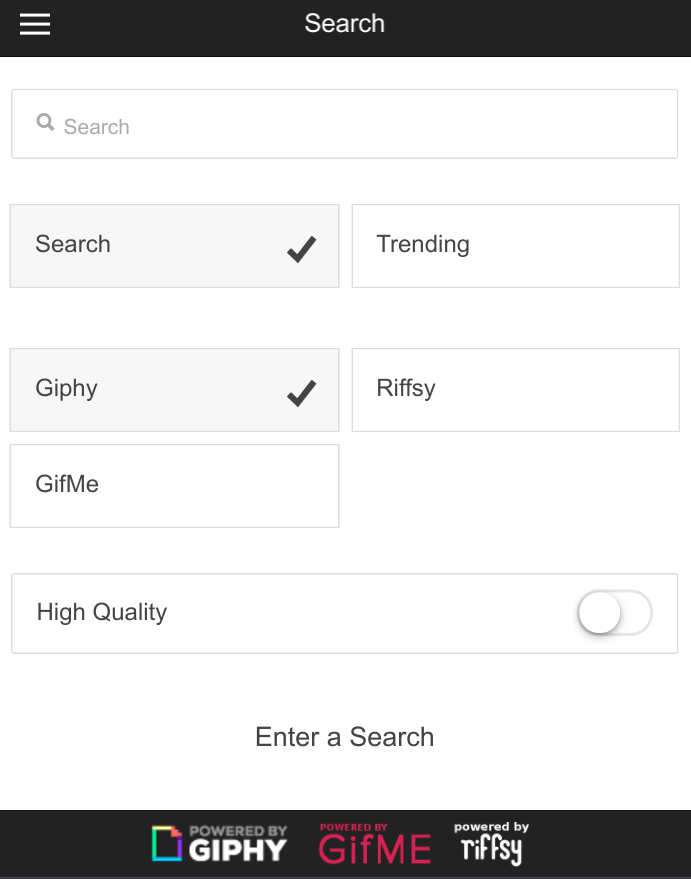 Search
Search
Search
Trending
Giphy
Riffsy
GifMe
High Quality
Enter a Search
POWERED BY
GIPHY
POWERED BY
GifME
powered by
riffsy